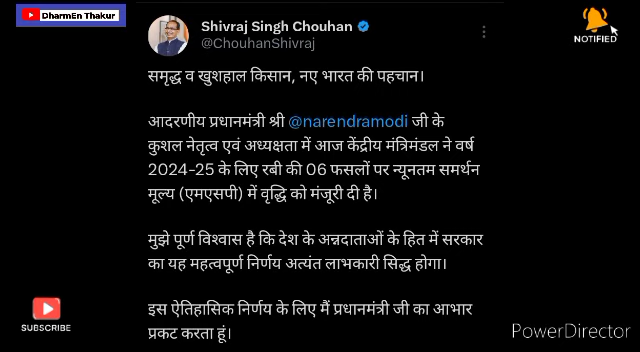 DharmEn Thakur
Shivraj Singh Chouhan
@ChouhanShivraj
NOTIFIED
समृद्ध व खुशहाल किसान, नए भारत की पहचान।
आदरणीय प्रधानमंत्री श्री @narendramodi जी के
कुशल नेतृत्व एवं अध्यक्षता में आज केंद्रीय मंत्रिमंडल ने वर्ष
2024-25 के लिए रबी की 06 फसलों पर न्यूनतम समर्थन
मूल्य (एमएसपी) में वृद्धि को मंजूरी दी है।
मुझे पूर्ण विश्वास है कि देश के अन्नदाताओं के हित में सरकार
का यह महत्वपूर्ण निर्णय अत्यंत लाभकारी सिद्ध होगा।
इस ऐतिहासिक निर्णय के लिए मैं प्रधानमंत्री जी का आभार
प्रकट करता हूं।
SUBSCRIBE
PowerDirector